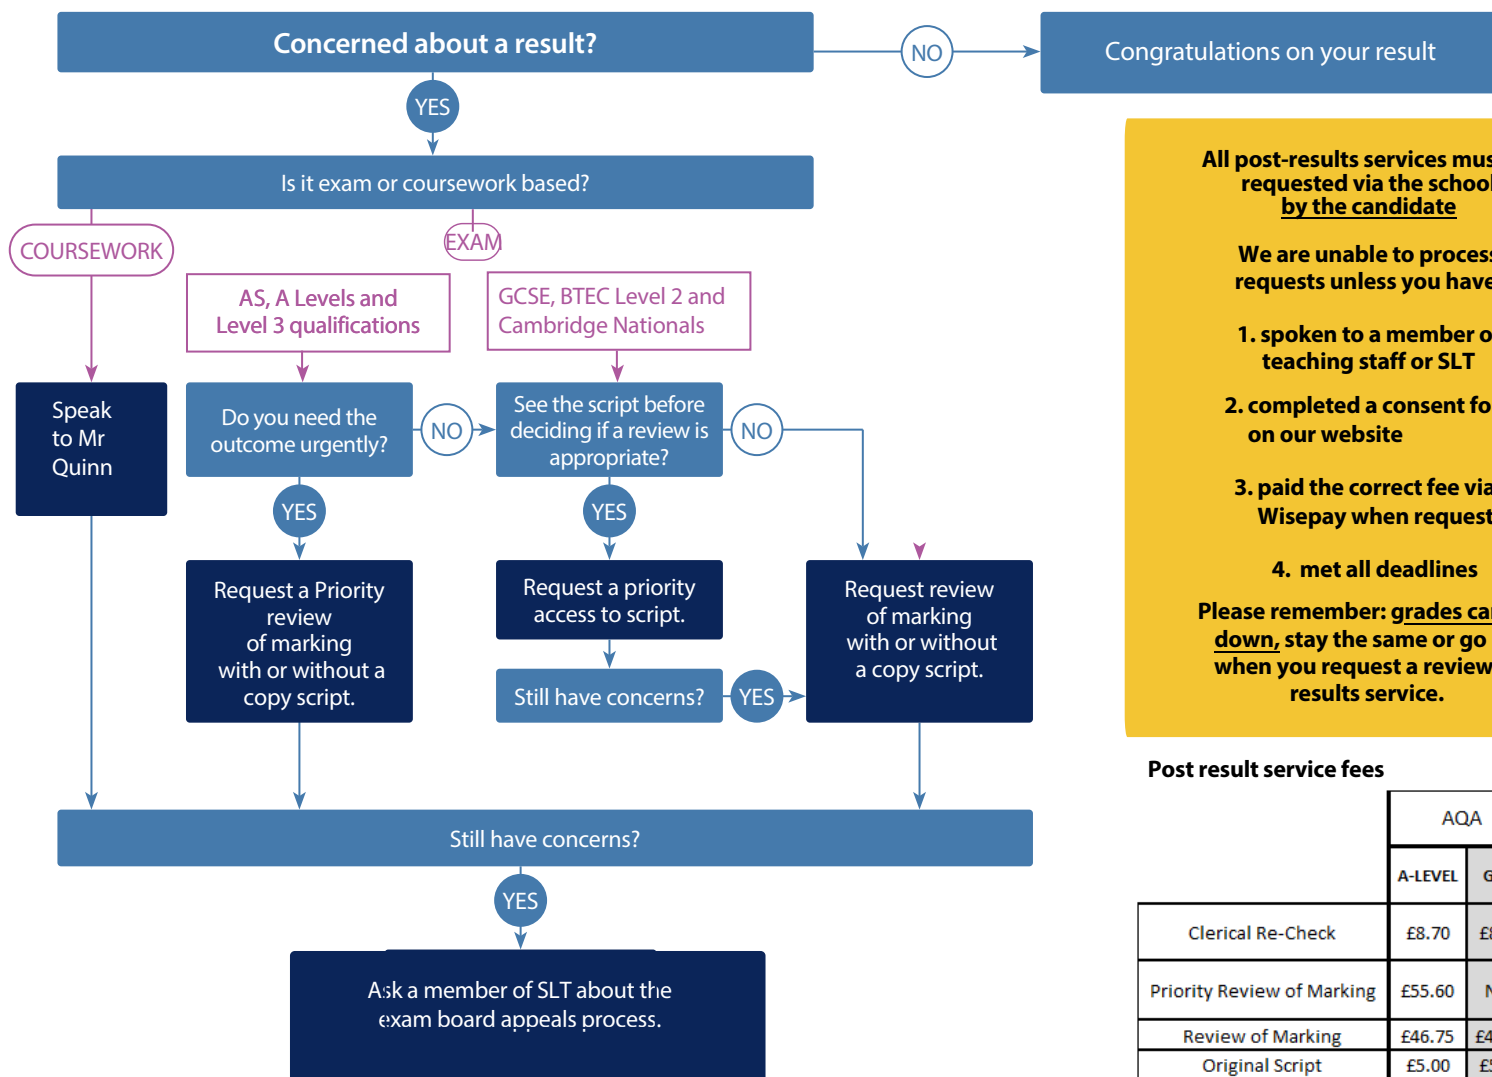 Concerned about a result?
NO
Congratulations on your result
YES
Is it exam or coursework based?
COURSEWORK
EXAM
AS, A Levels and
Level 3 qualifications
GCSE, BTEC Level 2 and
Cambridge Nationals
Speak
to Mr
Quinn
Do you need the
outcome urgently?
NO
See the script before
deciding if a review is
appropriate?
NO
YES
YES
Request a Priority
review
of marking
with or without a
copy script.
Request a priority
access to script.
Request review
of marking
with or without
a copy script.
Still have concerns?
YES
Still have concerns?
YES
Ask a member of SLT about the
exam board appeals process.
All post-results services
requested via the school
by the candidate
We are unable to process
requests unless you have
1. spoken to a member
teaching staff or SLT
2. completed a consent
on our website
3. paid the correct fee via
Wisepay when
4. met all deadlines
Please remember: grades
down, stay the same or go
when you request a review
results service.
Post result service fees
AQA
A-LEVEL
Clerical Re-Check £8.70
Priority Review of Marking £55.60
Review of Marking £46.75
Original Script £5.00